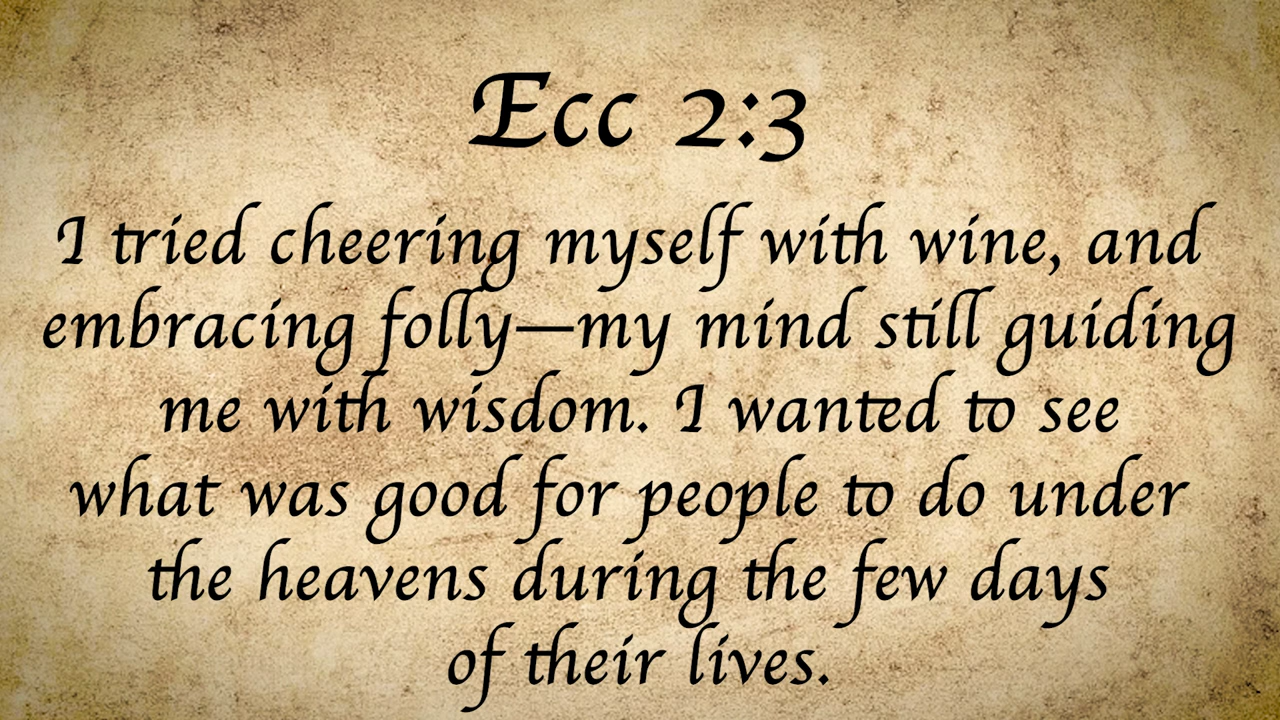 Ecc 2:3
I tried cheering myself with wine, and
embracing folly—my mind still guiding
me with wisdom. I wanted to see
what was good for people to do under
the heavens during the few days
of their lives.